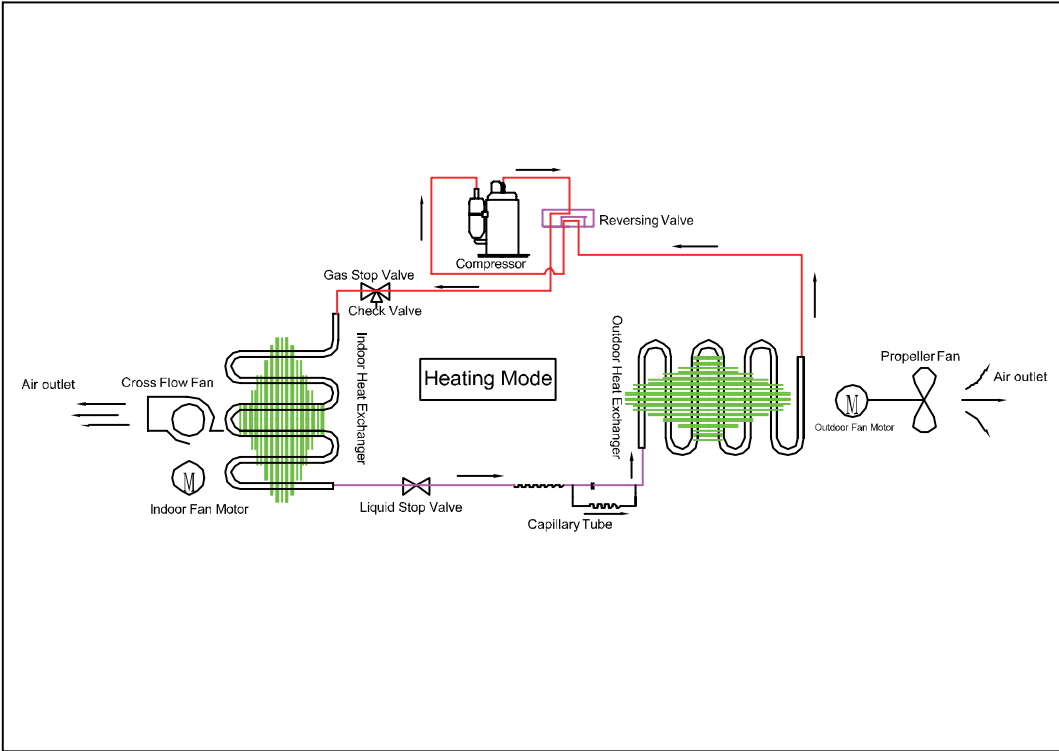 Reversing Valve
Compressor
Gas Stop Valve
Check Valve
Indoor Heat Exchanger
Outdoor Heat Exchanger
Heating Mode
Propeller Fan
Air outlet
M
Outdoor Fan Motor
Air outlet
Cross Flow Fan
M
Indoor Fan Motor
Liquid Stop Valve
Capillary Tube